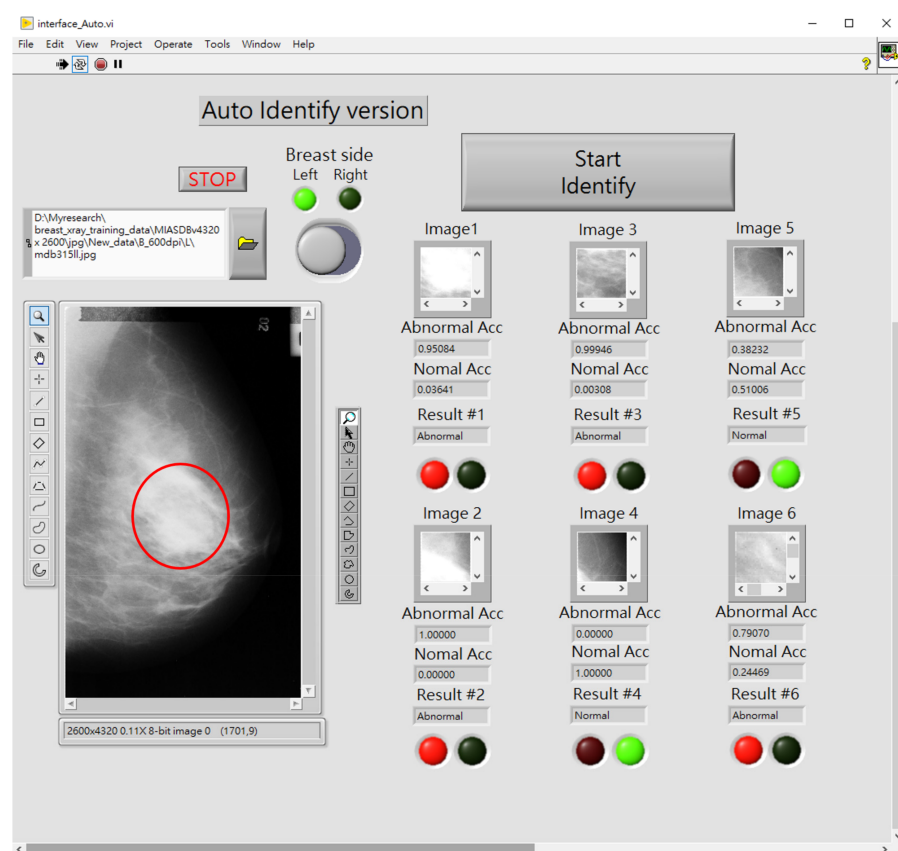 interface_Auto.vi
File Edit View Project Operate Tools Window Help
Auto Identify version
Breast side
Left Right
STOP
Start
Identify
D:\Myresearch\
breast_xray_training_data\MIASDBv4320
x 2600\jpg\New_data\B_600dpi\L\
mdb315ll.jpg
Image1 Image 3 Image 5
Abnormal Acc Abnormal Acc Abnormal Acc
0.95084 0.99946 0.38232
Nomal Acc Nomal Acc Nomal Acc
0.03641 0.00308 0.51006
Result #1 Result #3 Result #5
Abnormal Abnormal Normal
Image 2 Image 4 Image 6
Abnormal Acc Abnormal Acc Abnormal Acc
1.00000 0.00000 0.79070
Nomal Acc Nomal Acc Nomal Acc
0.00000 1.00000 0.24469
Result #2 Result #4 Result #6
Abnormal Normal Abnormal
2600x4320 0.11X 8-bit image 0 (1701,9)